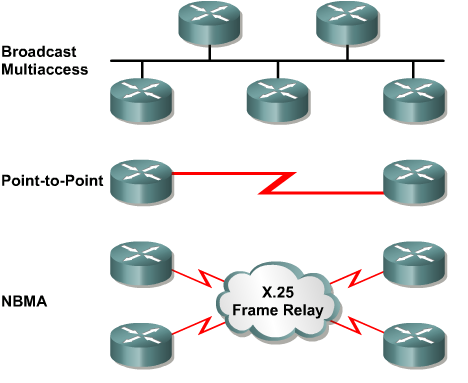 Broadcast
Multiaccess
Point-to-Point
NBMA
X.25
Frame Relay